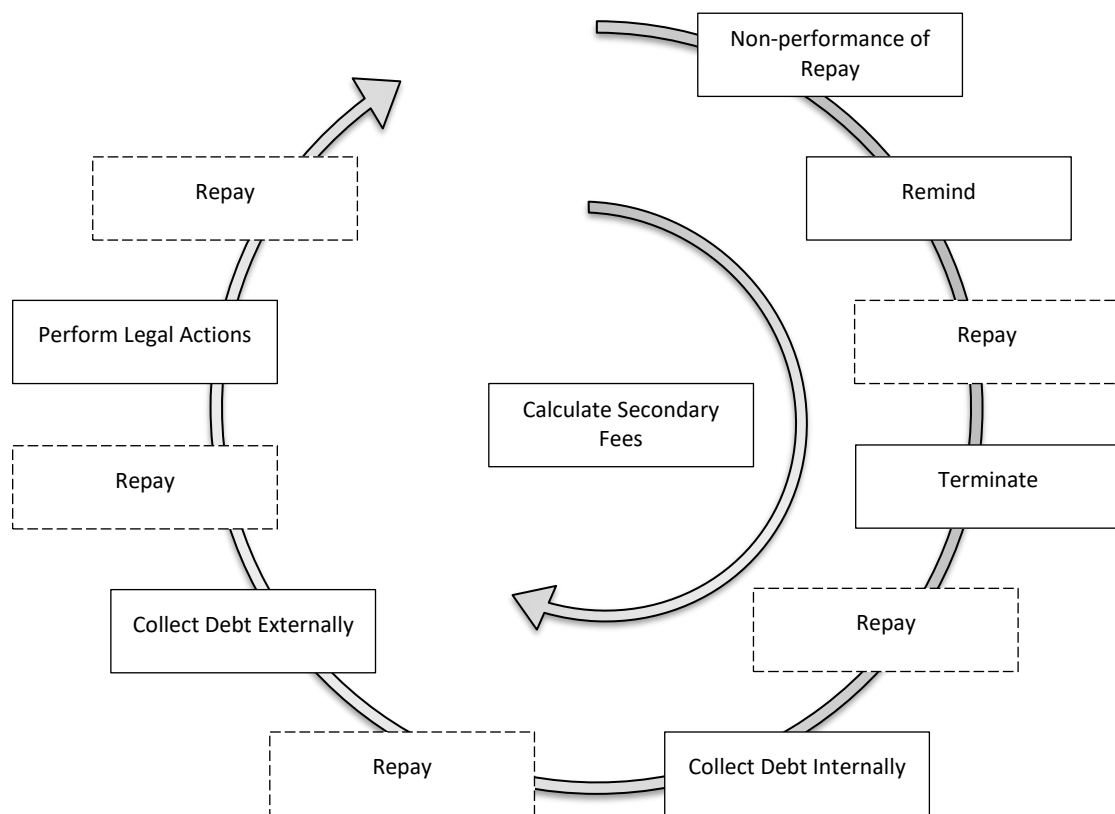 Non-performance of
Repay
Remind
Repay
Terminate
Repay
Collect Debt Internally
Repay
Collect Debt Externally
Repay
Perform Legal Actions
Repay
Calculate Secondary
Fees